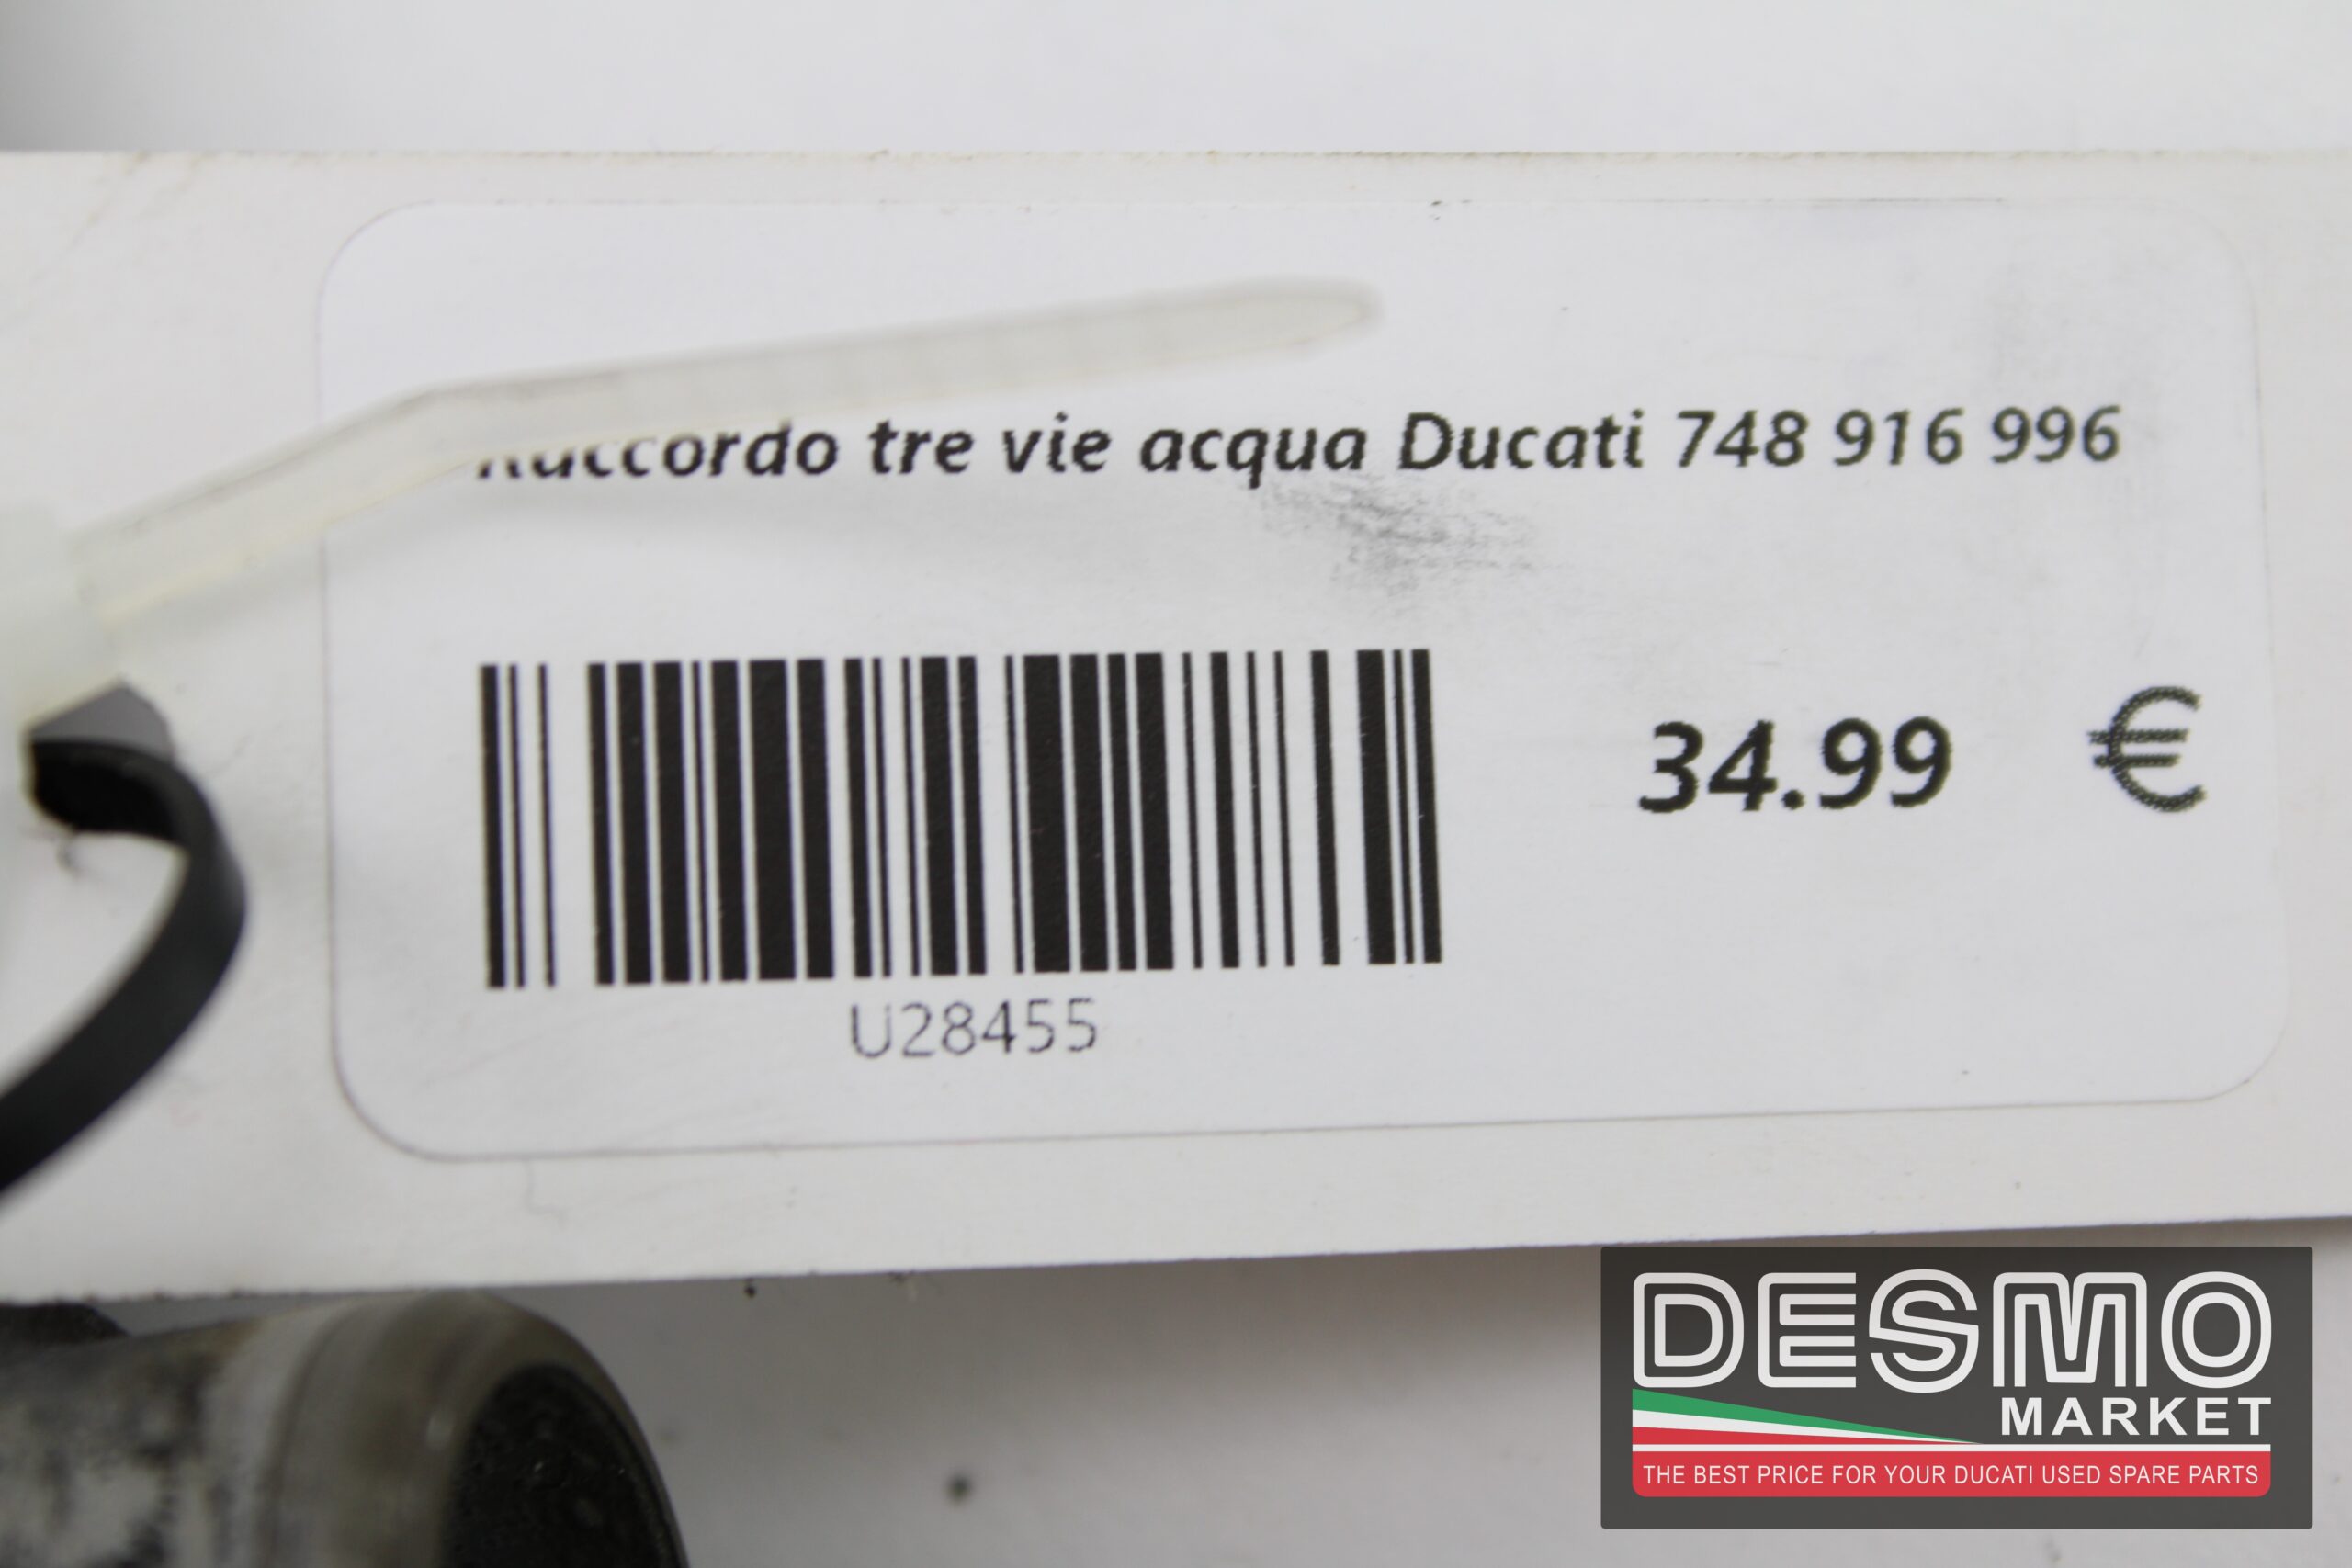 Raccordo tre vie acqua Ducati 748 916 996
34.99 €
U28455
DESMO
MARKET
THE BEST PRICE FOR YOUR DUCATI USED SPARE PARTS